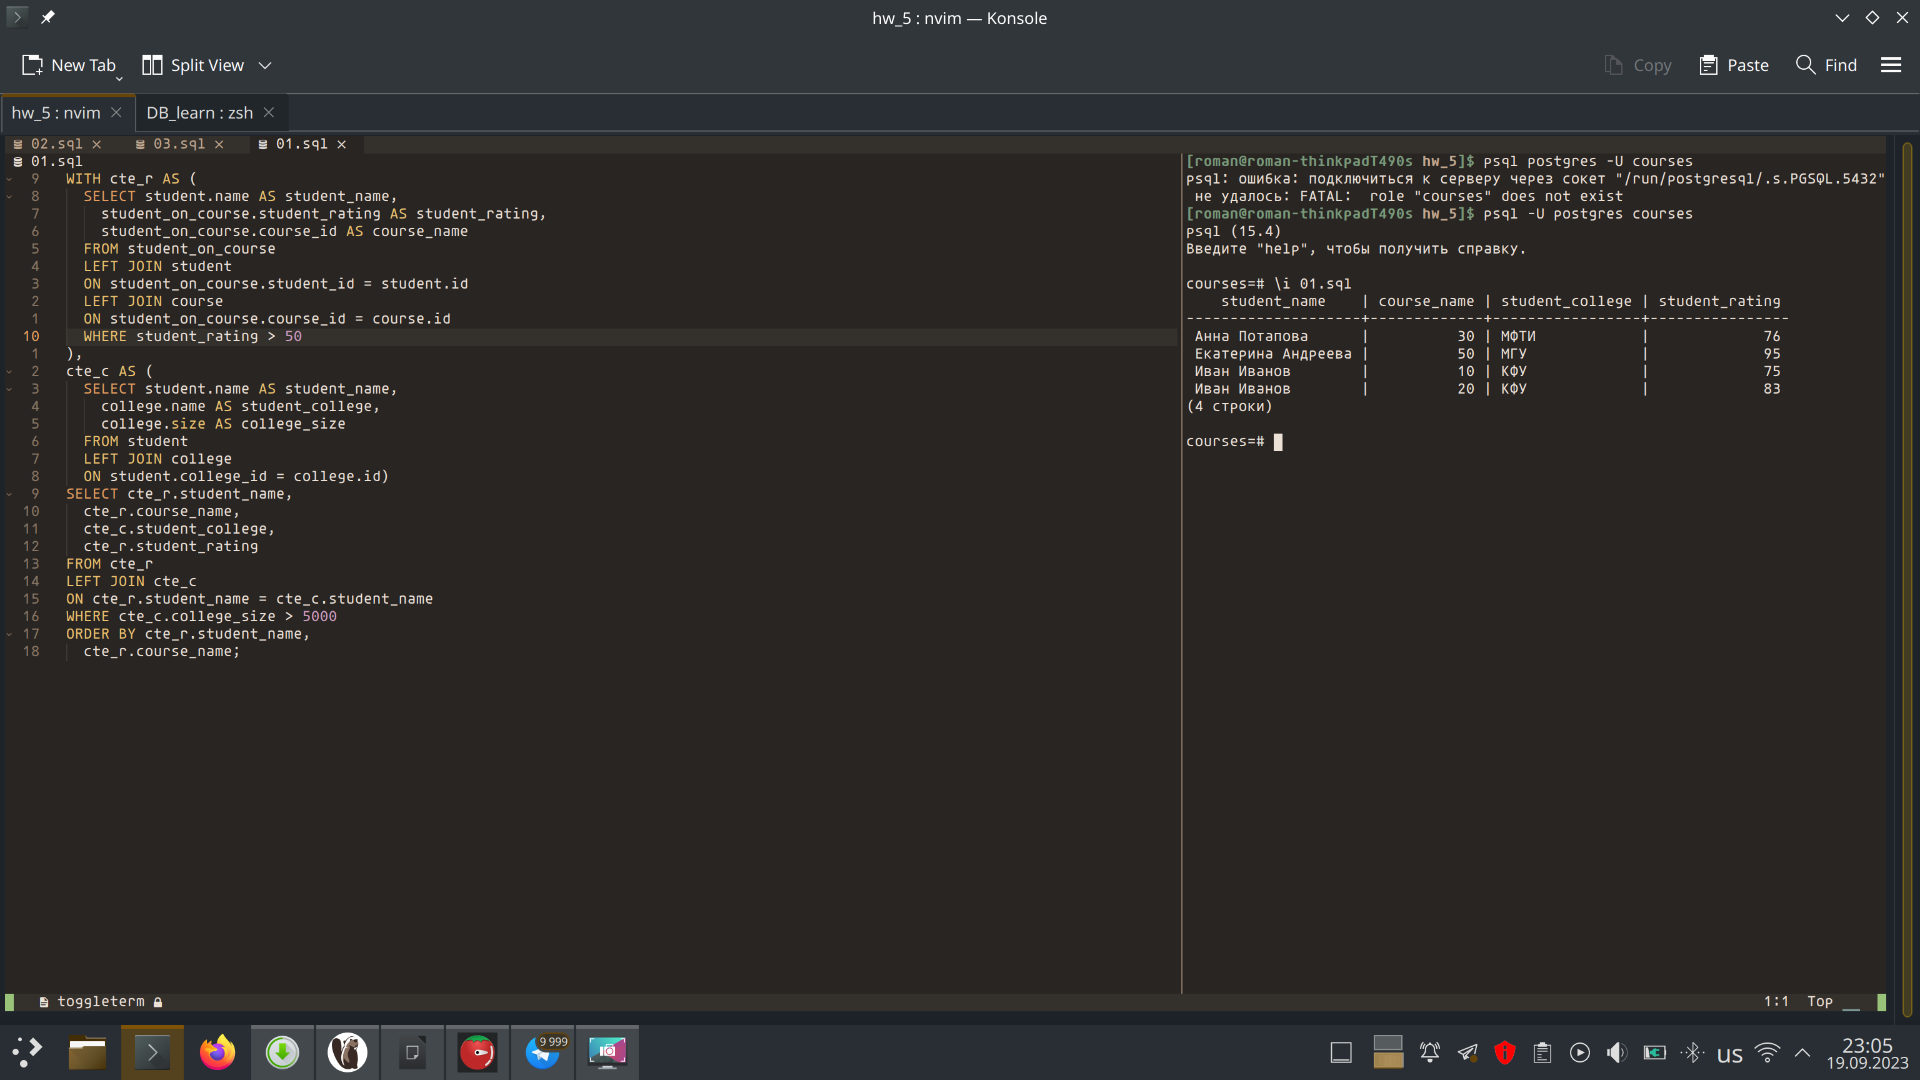 hw_5 : nvim — Konsole
New Tab
Split View
Copy
Paste
Find
hw_5 : nvim
DB_learn : zsh
02.sql
03.sql
01.sql
01.sql
9 WITH cte_r AS (
8 SELECT student.name AS student_name,
7 student_on_course.student_rating AS student_rating,
6 student_on_course.course_id AS course_name
5 FROM student_on_course
4 LEFT JOIN student
3 ON student_on_course.student_id = student.id
2 LEFT JOIN course
1 ON student_on_course.course_id = course.id
10 WHERE student_rating > 50
1 ),
2 cte_c AS (
3 SELECT student.name AS student_name,
4 college.name AS student_college,
5 college.size AS college_size
6 FROM student
7 LEFT JOIN college
8 ON student.college_id = college.id)
9 SELECT cte_r.student_name,
10 cte_r.course_name,
11 cte_c.student_college,
12 cte_r.student_rating
13 FROM cte_r
14 LEFT JOIN cte_c
15 ON cte_r.student_name = cte_c.student_name
16 WHERE cte_c.college_size > 5000
17 ORDER BY cte_r.student_name,
18 cte_r.course_name;
[roman@roman-thinkpadT490s hw_5]$ psql postgres -U courses
psql: ошибка: подключиться к серверу через сокет "/run/postgresql/.s.PGSQL.5432"
не удалось: FATAL:  role "courses" does not exist
[roman@roman-thinkpadT490s hw_5]$ psql -U postgres courses
psql (15.4)
Введите "help", чтобы получить справку.
courses=# \i 01.sql
student_name | course_name | student_college | student_rating
--------------------+-------------+-----------------+----------------
Анна Потапова | 30 | МФТИ | 76
Екатерина Андреева | 50 | МГУ | 95
Иван Иванов | 10 | КФУ | 75
Иван Иванов | 20 | КФУ | 83
(4 строки)
courses=#
toggleterm
1:1 Top __
9 999
us
23:05
19.09.2023